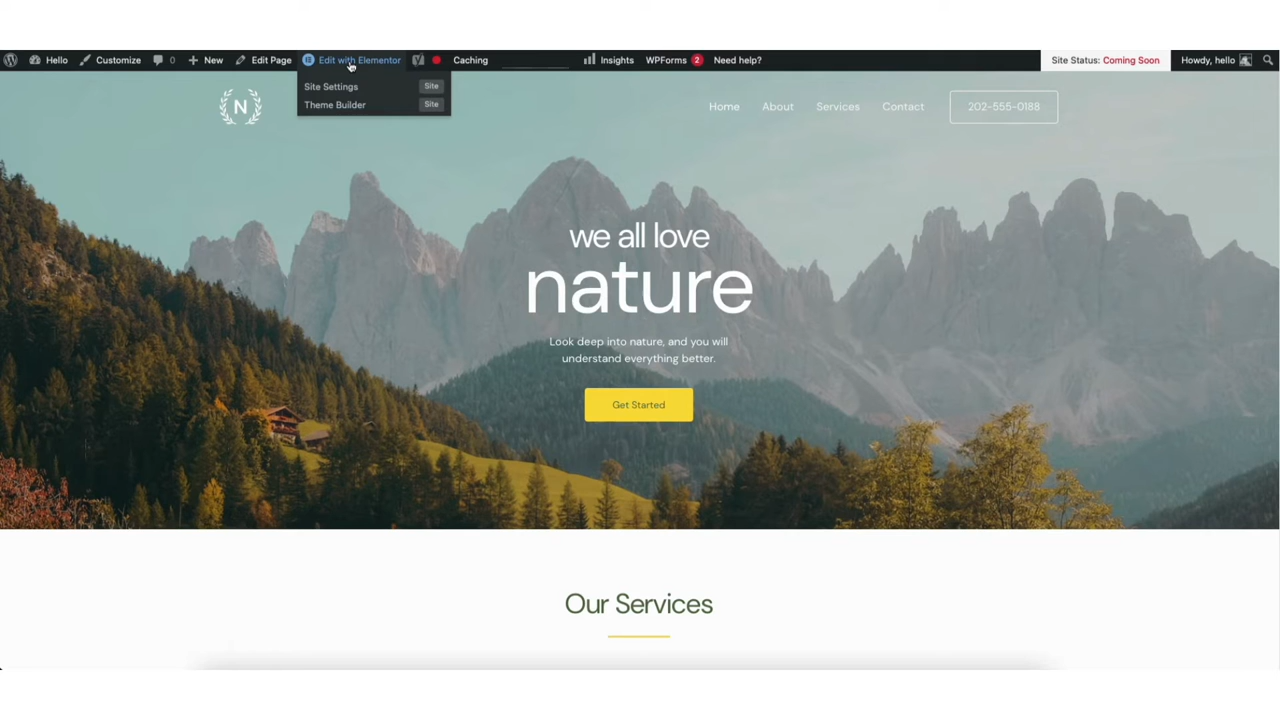 Hello Customize 0 New Edit Page Edit with Elementor Caching Insights WPForms 2 Need help? Site Status: Coming Soon Howdy, hello
Site Settings Site
Theme Builder Site
N Home About Services Contact 202-555-0188
we all love
nature
Look deep into nature, and you will
understand everything better.
Get Started
Our Services